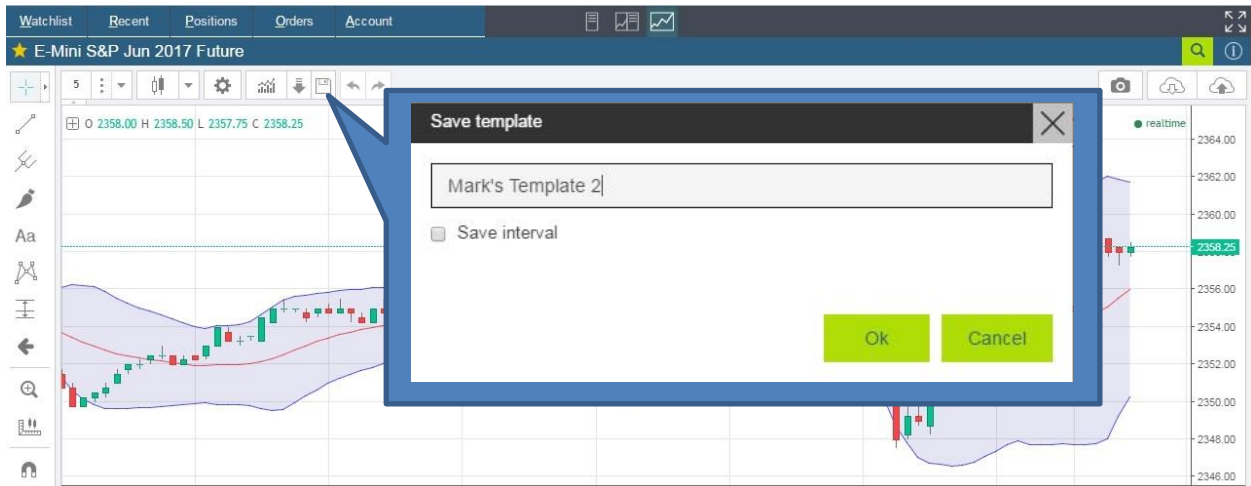 Watchlist Recent Positions Orders Account
E-Mini S&P Jun 2017 Future
5
O 2358.00 H 2358.50 L 2357.75 C 2358.25
Save template
Mark's Template 2
Save interval
Ok Cancel
realtime
Aa
2364.00
2362.00
2360.00
2358.25
2356.00
2354.00
2352.00
2350.00
2348.00
2346.00